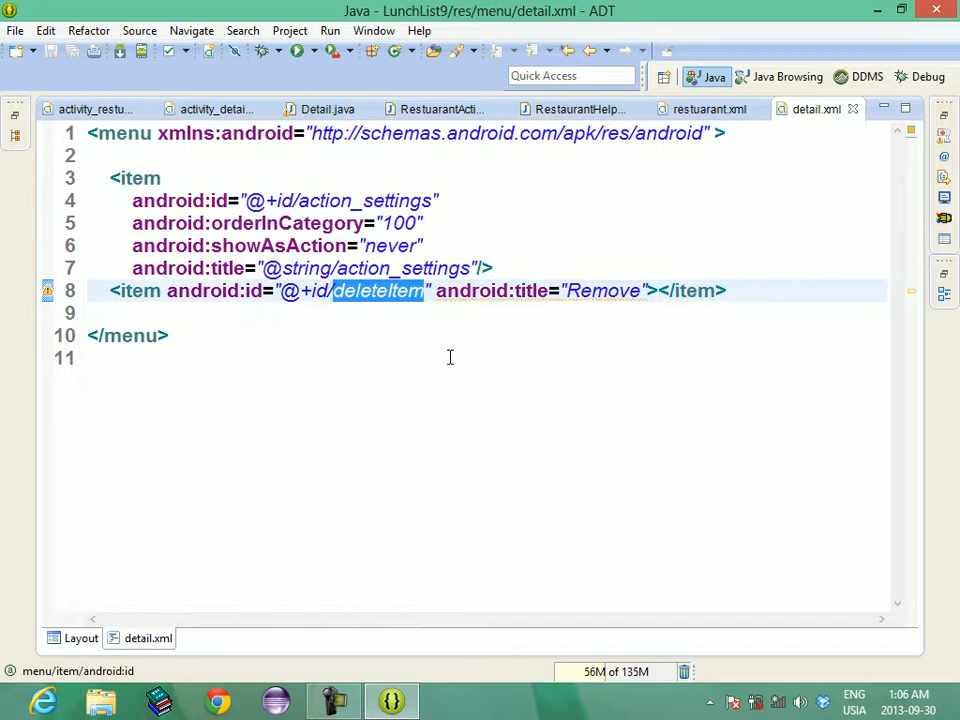 Java - LunchList9/res/menu/detail.xml - ADT
File Edit Refactor Source Navigate Search Project Run Window Help
Quick Access Java Java Browsing DDMS Debug
activity_restu... activity_detai... Detail.java RestuarantActi... RestaurantHelp... restuarant.xml detail.xml
1 <menu xmlns:android="http://schemas.android.com/apk/res/android" >
2
3 <item
4 android:id="@+id/action_settings"
5 android:orderInCategory="100"
6 android:showAsAction="never"
7 android:title="@string/action_settings"/>
8 <item android:id="@+id/deleteItem" android:title="Remove"></item>
9
10 </menu>
11
Layout detail.xml
menu/item/android:id 56M of 135M
ENG 1:06 AM
USIA 2013-09-30